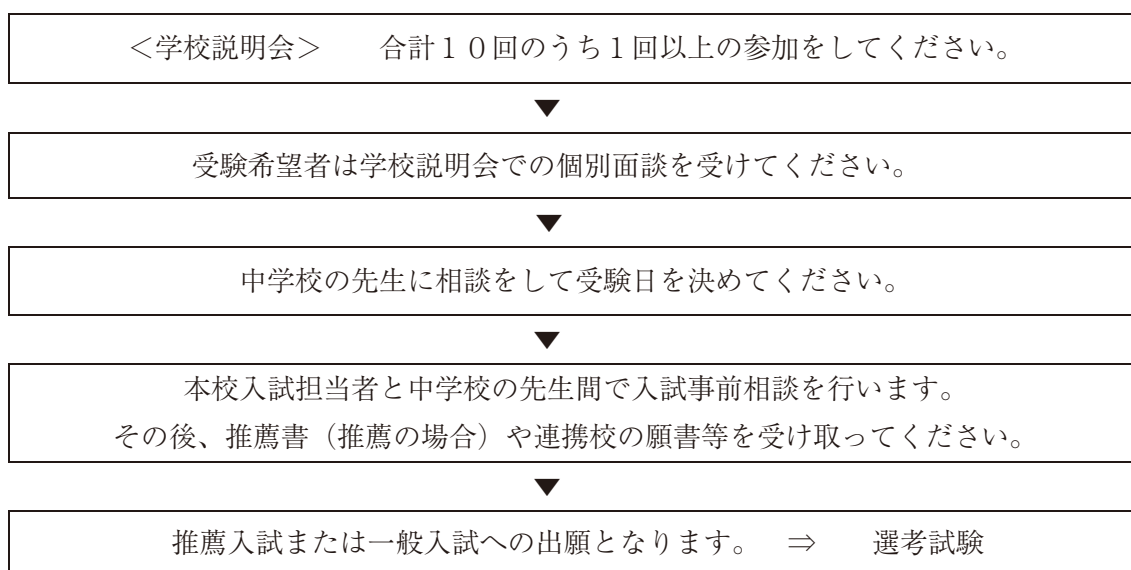 ＜学校説明会＞　　合計１０回のうち１回以上の参加をしてください。
▼
受験希望者は学校説明会での個別面談を受けてください。
▼
中学校の先生に相談をして受験日を決めてください。
▼
本校入試担当者と中学校の先生間で入試事前相談を行います。
その後、推薦書（推薦の場合）や連携校の願書等を受け取ってください。
▼
推薦入試または一般入試への出願となります。　⇒　　選考試験